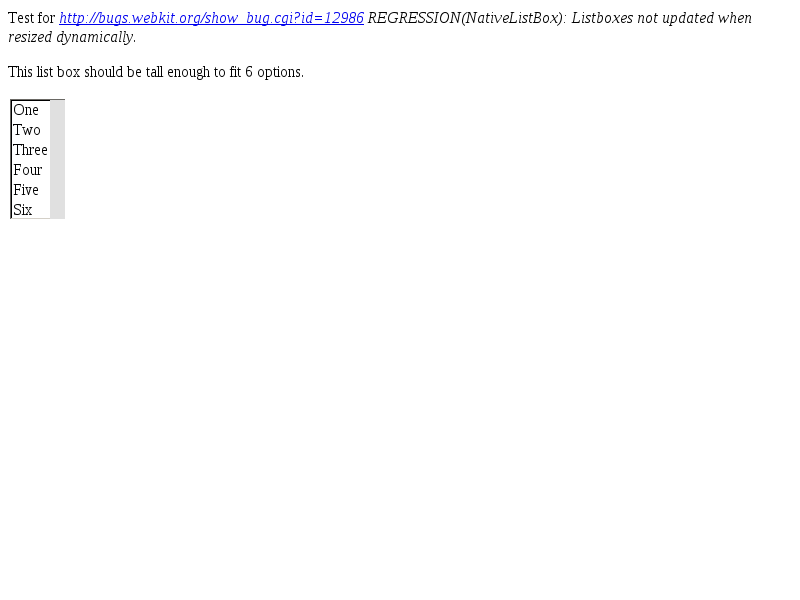 Test for http://bugs.webkit.org/show_bug.cgi?id=12986 REGRESSION(NativeListBox): Listboxes not updated when
resized dynamically.
This list box should be tall enough to fit 6 options.
One
Two
Three
Four
Five
Six